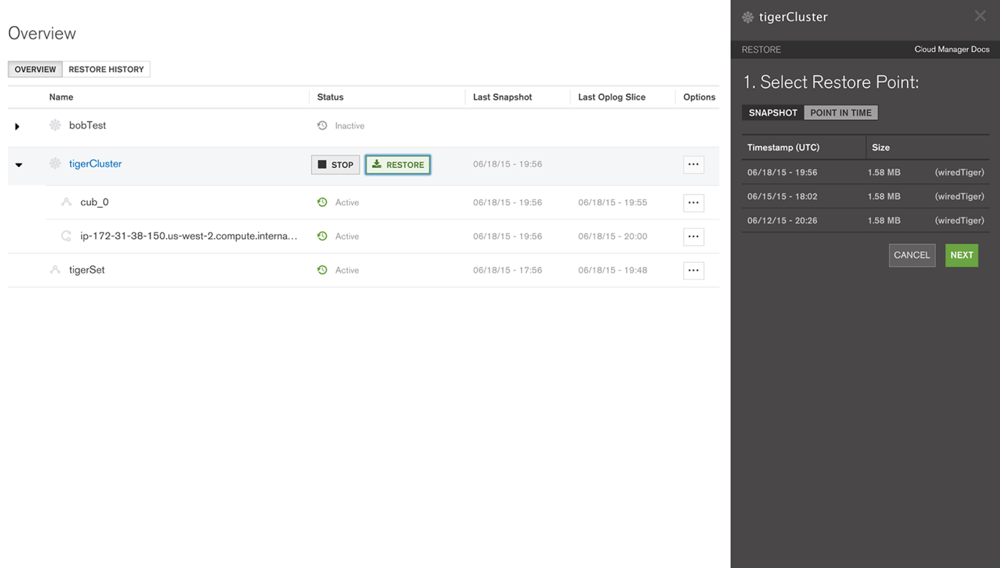 Overview
OVERVIEW RESTORE HISTORY
Name Status Last Snapshot Last Oplog Slice Options
bobTest Inactive
tigerCluster STOP RESTORE 06/18/15 - 19:56 ...
cub_0 Active 06/18/15 - 19:56 06/18/15 - 19:55 ...
ip-172-31-38-150.us-west-2.compute.interna... Active 06/18/15 - 19:56 06/18/15 - 20:00 ...
tigerSet Active 06/18/15 - 17:56 06/18/15 - 19:48 ...
tigerCluster
RESTORE Cloud Manager Docs
1. Select Restore Point:
SNAPSHOT POINT IN TIME
Timestamp (UTC) Size
06/18/15 - 19:56 1.58 MB (wiredTiger)
06/15/15 - 18:02 1.58 MB (wiredTiger)
06/12/15 - 20:26 1.58 MB (wiredTiger)
CANCEL NEXT